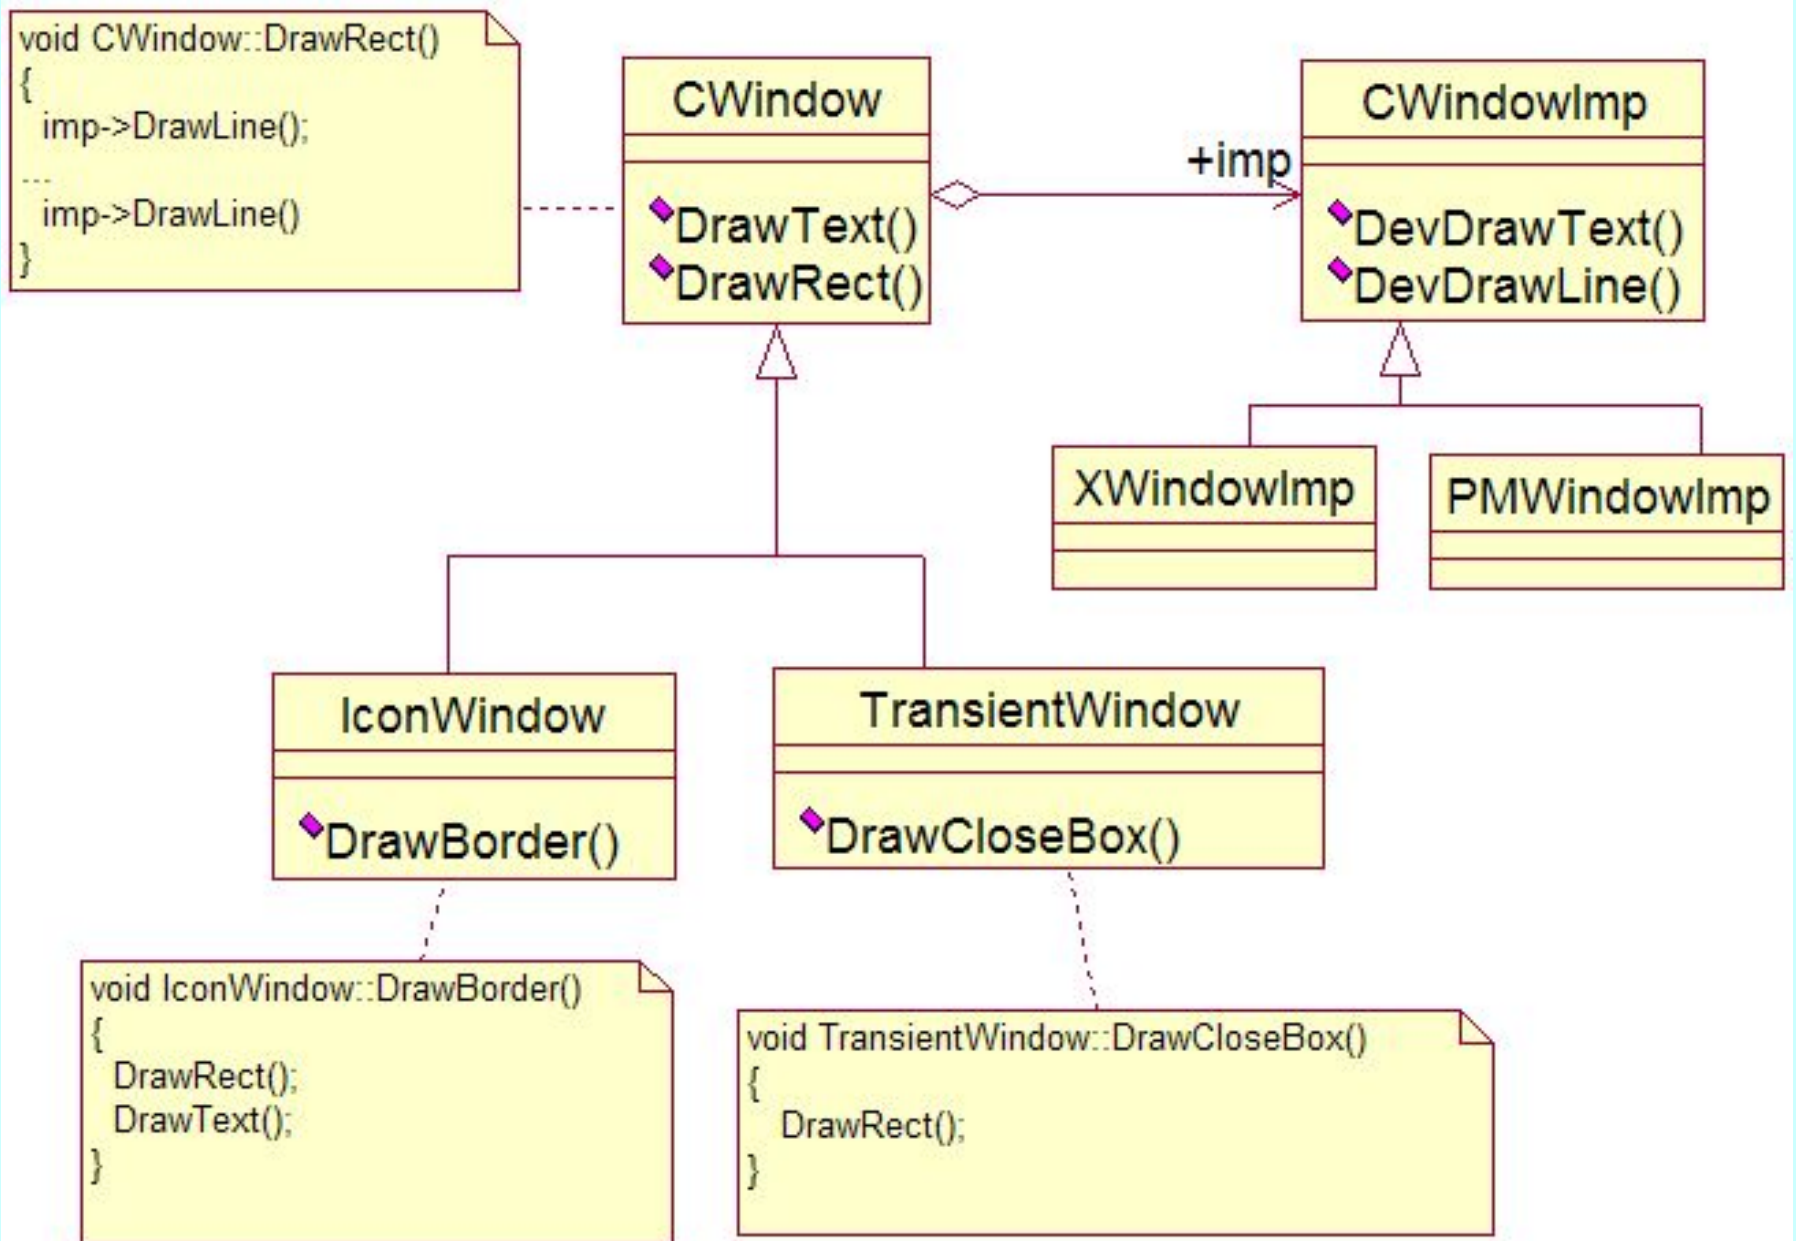 void CWindow::DrawRect()
{
imp->DrawLine();
...
imp->DrawLine()
}
CWindow
DrawText()
DrawRect()
+imp
CWindowImp
DevDrawText()
DevDrawLine()
XWindowImp
PMWindowImp
IconWindow
DrawBorder()
TransientWindow
DrawCloseBox()
void IconWindow::DrawBorder()
{
DrawRect();
DrawText();
}
void TransientWindow::DrawCloseBox()
{
DrawRect();
}